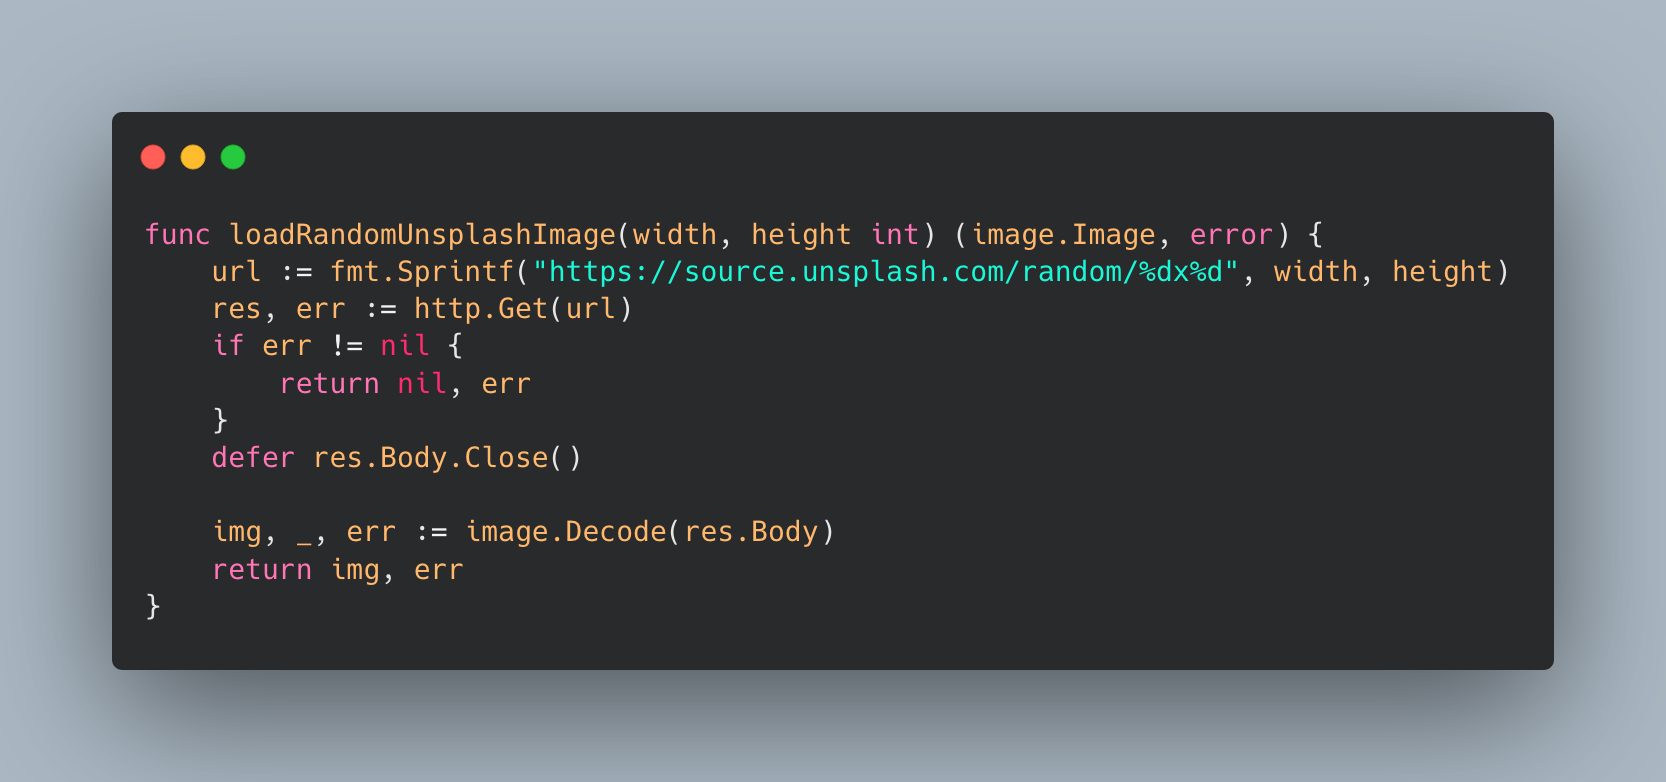 func loadRandomUnsplashImage(width, height int) (image.Image, error) {
    url := fmt.Sprintf("https://source.unsplash.com/random/%dx%d", width, height)
    res, err := http.Get(url)
    if err != nil {
        return nil, err
    }
    defer res.Body.Close()

    img, _, err := image.Decode(res.Body)
    return img, err
}